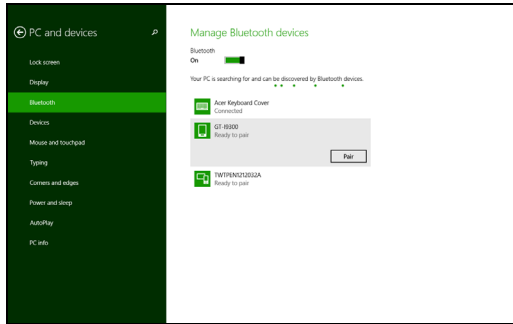 PC and devices
Lock screen
Display
Bluetooth
Devices
Mouse and touchpad
Typing
Corners and edges
Power and sleep
AutoPlay
PC info
Manage Bluetooth devices
Bluetooth
On
Your PC is searching for and can be discovered by Bluetooth devices.
Acer Keyboard Cover
Connected
GT-I9300
Ready to pair
Pair
TWTPEN1212032A
Ready to pair